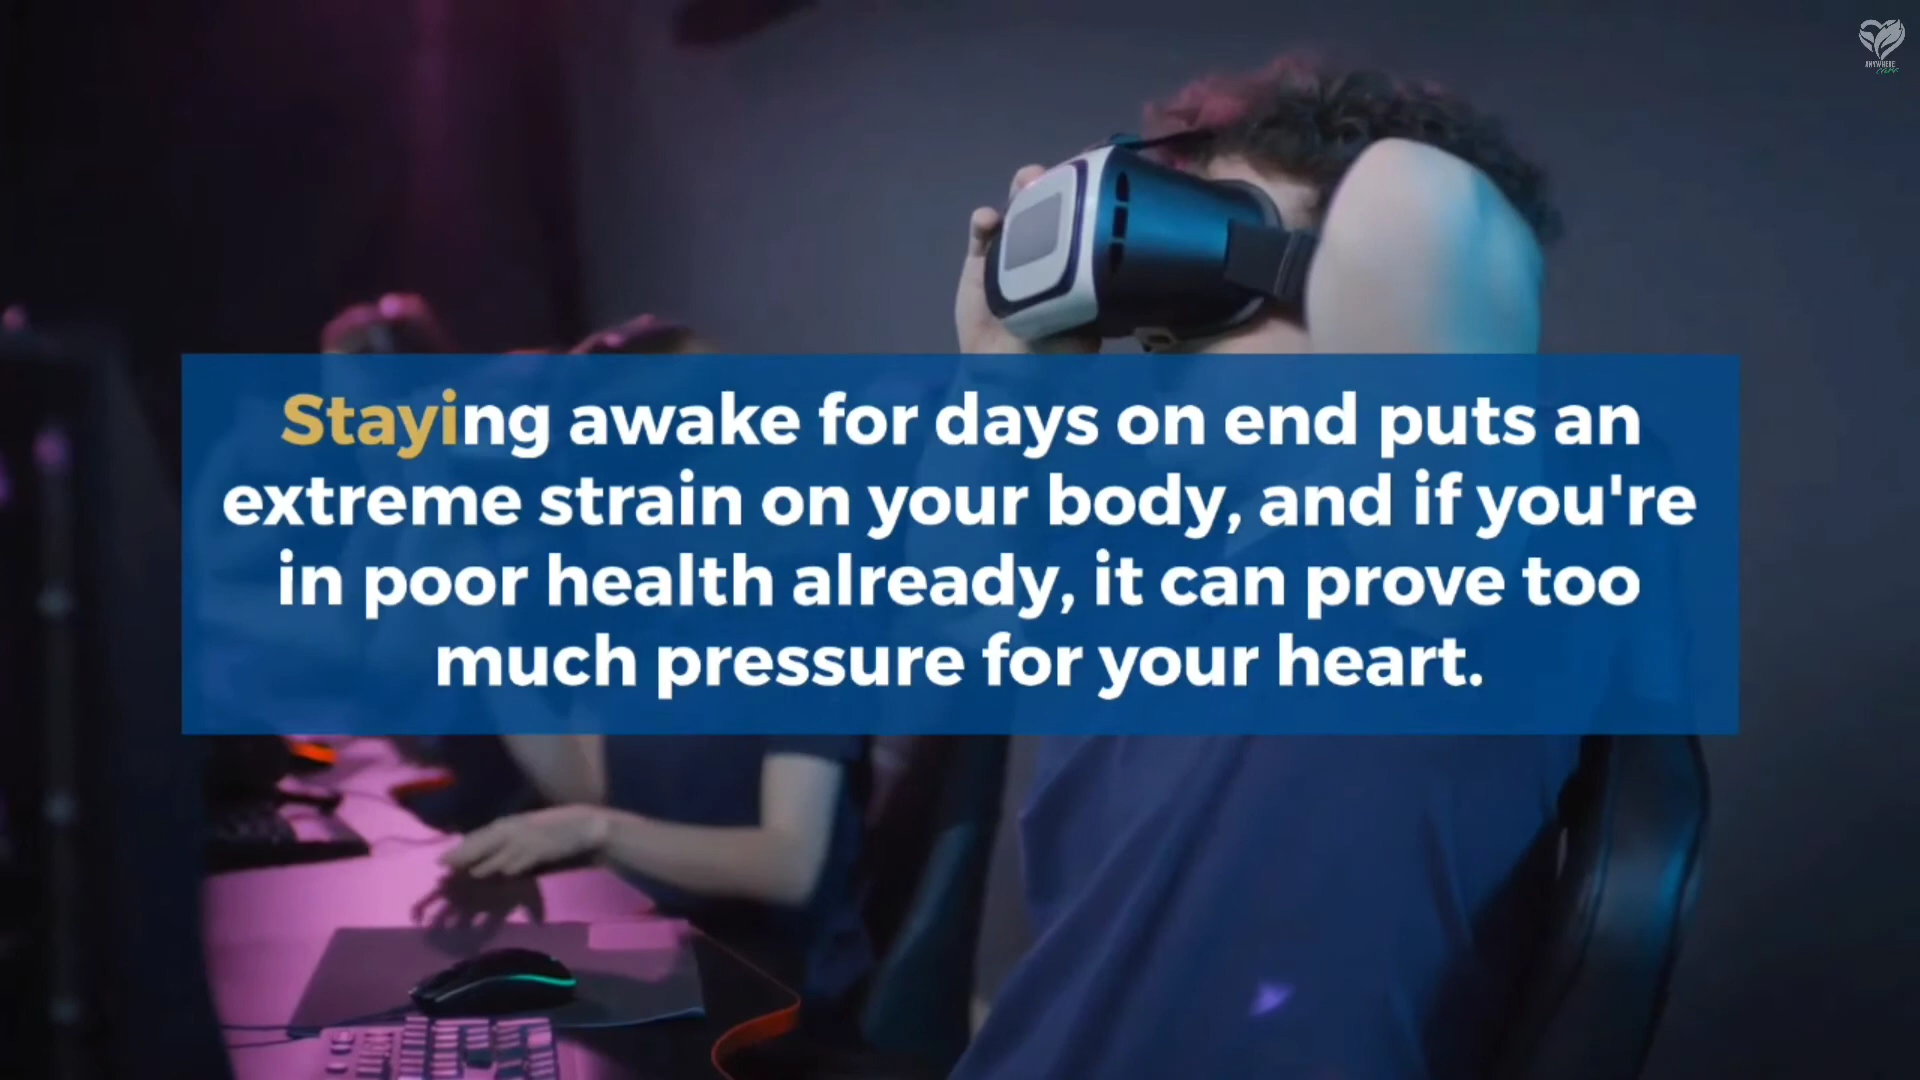 ANYWHERE
Staying awake for days on end puts an
extreme strain on your body, and if you're
in poor health already, it can prove too
much pressure for your heart.